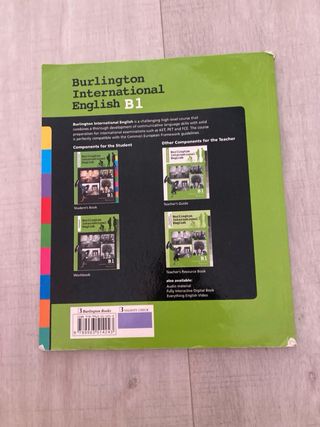 Burlington
International
English B1
Burlington International English is a challenging high-level course that
combines a thorough development of communicative language skills with solid
preparation for international examinations such as KET, PET and FCE. The course
is perfectly compatible with the Common European Framework guidelines.
Components for the Student
Other Components for the Teacher
Student's Book
Teacher's Guide
Workbook
Teacher's Resource Book
also available:
Audio material
Fully Interactive Digital Book
Everything English Video
Burlington Books